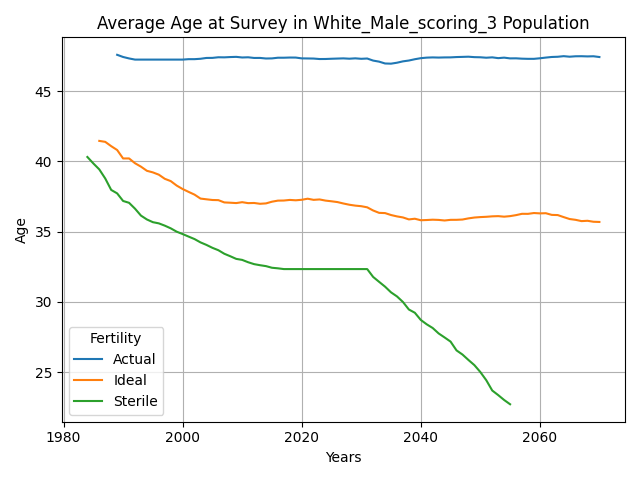 Average Age at Survey in White_Male_scoring_3 Population
Age
45
40
35
30
25
Fertility
Actual
Ideal
Sterile
1980
2000
2020
2040
2060
Years